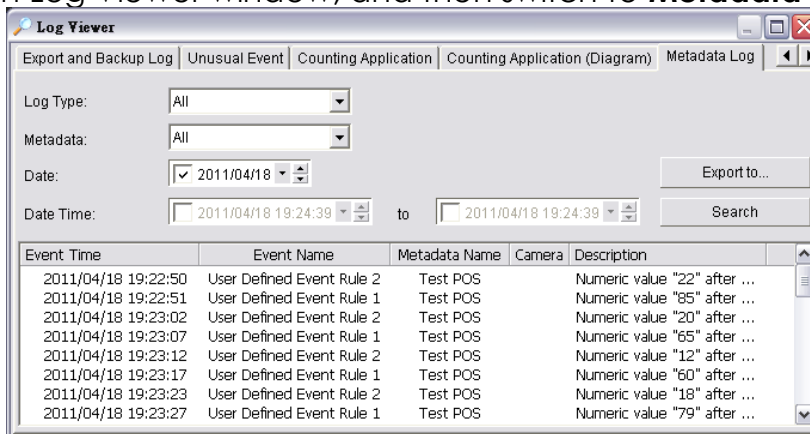 Log Viewer window, and then switch to Metadata
Log Viewer
Export and Backup Log Unusual Event Counting Application Counting Application (Diagram) Metadata Log
Log Type: All
Metadata: All
Date: 2011/04/18
Export to...
Date Time: 2011/04/18 19:24:39 to 2011/04/18 19:24:39 Search
Event Time Event Name Metadata Name Camera Description
2011/04/18 19:22:50 User Defined Event Rule 2 Test POS Numeric value "22" after ...
2011/04/18 19:22:51 User Defined Event Rule 1 Test POS Numeric value "85" after ...
2011/04/18 19:23:02 User Defined Event Rule 2 Test POS Numeric value "20" after ...
2011/04/18 19:23:07 User Defined Event Rule 1 Test POS Numeric value "65" after ...
2011/04/18 19:23:12 User Defined Event Rule 2 Test POS Numeric value "12" after ...
2011/04/18 19:23:17 User Defined Event Rule 1 Test POS Numeric value "60" after ...
2011/04/18 19:23:23 User Defined Event Rule 2 Test POS Numeric value "18" after ...
2011/04/18 19:23:27 User Defined Event Rule 1 Test POS Numeric value "79" after ...